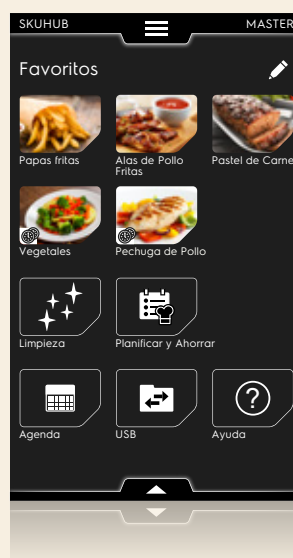 SKUHUB MASTER
Favoritos
Papas fritas Alas de Pollo Pastel de Carne
Fritas
Vegetales Pechuga de Pollo
Limpieza Planificar y Ahorrar
Agenda USB Ayuda